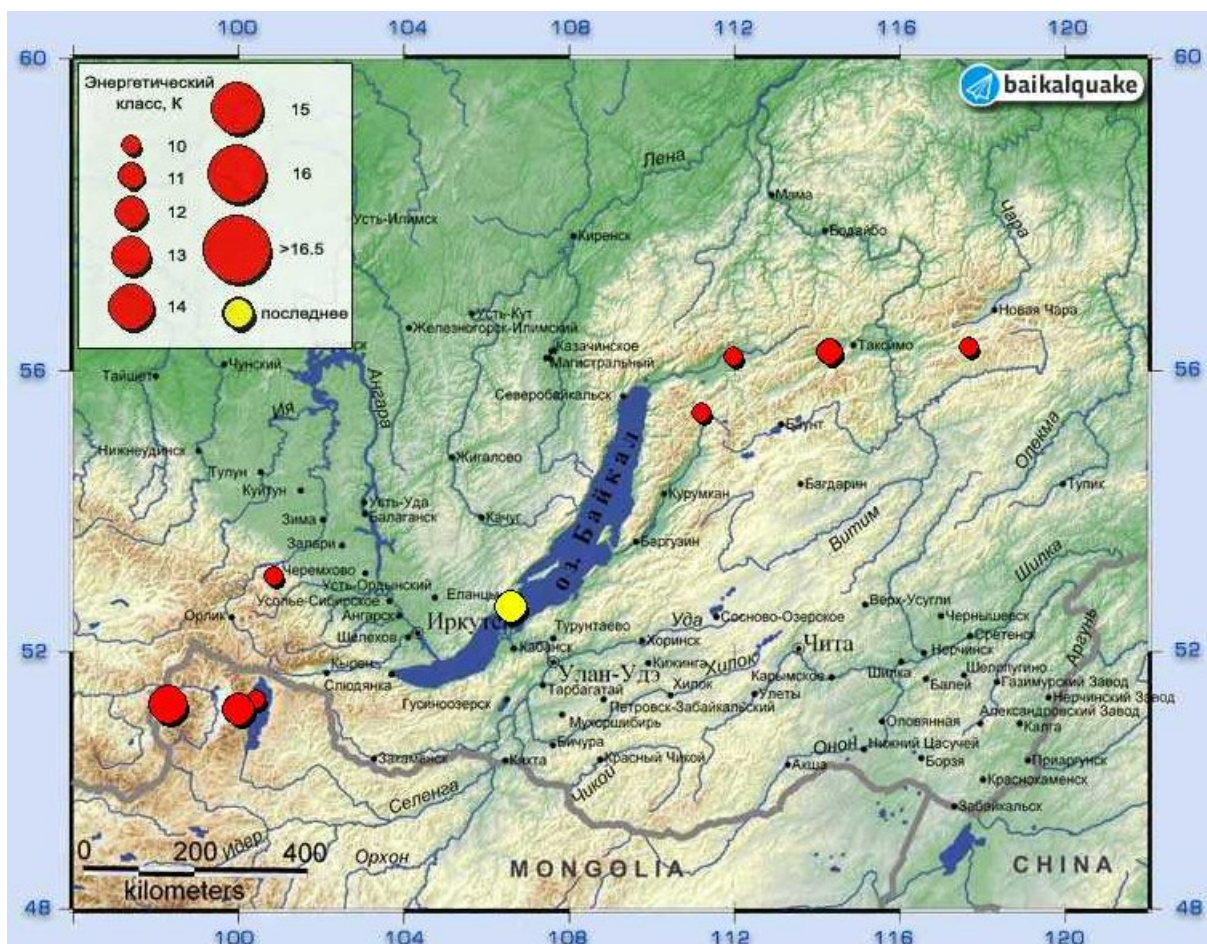 100 104 108 112 116 120
60 60
Энергетический
класс, К
10
11
12
13
14
15
16
>16.5
последнее
baikalquake
Лена
Мама
Чара
Усть-Илимск
Киренск
Бодайбо
Усть-Кут
Железногорск-Илимский
Новая Чара
Казачинское
Магистральный
Таксимо
56 56
Чунский
Тайшет
Ангара
Северобайкальск
Ия
Баунт
Олекма
Нижнеудинск
Жигалово
Тулун
Куйтун
оз. Байкал
Курумкан
Багдарин
Тупик
Усть-Уда
Балаганск
Зима
Качуг
Витим
Залари
Баргузин
Шилка
Черемхово
Усть-Ордынский
Еланцы
Усолье-Сибирское
Верх-Усугли
Орлик
Ангарск
Иркутск
Уда
Сосново-Озерское
Чернышевск
Аргунь
Шелехов
Турунтаево
Хоринск
Сретенск
Кабанск
Чита
Нерчинск
52 52
Кырен
Улан-Удэ
Кижинга
Хилок
Шилка
Шелопугино
Слюдянка
Тарбагатай
Карымское
Балей
Газимурский Завод
Гусиноозерск
Хилок
Улеты
Нерчинский Завод
Петровск-Забайкальский
Александровский Завод
Мухоршибирь
Оловянная
Калга
Бичура
Онон
Нижний Цасучей
Закаменск
Кяхта
Красный Чикой
Акша
Борзя
Приаргунск
Чикой
Краснокаменск
Селенга
Забайкальск
Идер
Орхон
0 200 400
kilometers
MONGOLIA
CHINA
48 48
100 104 108 112 116 120